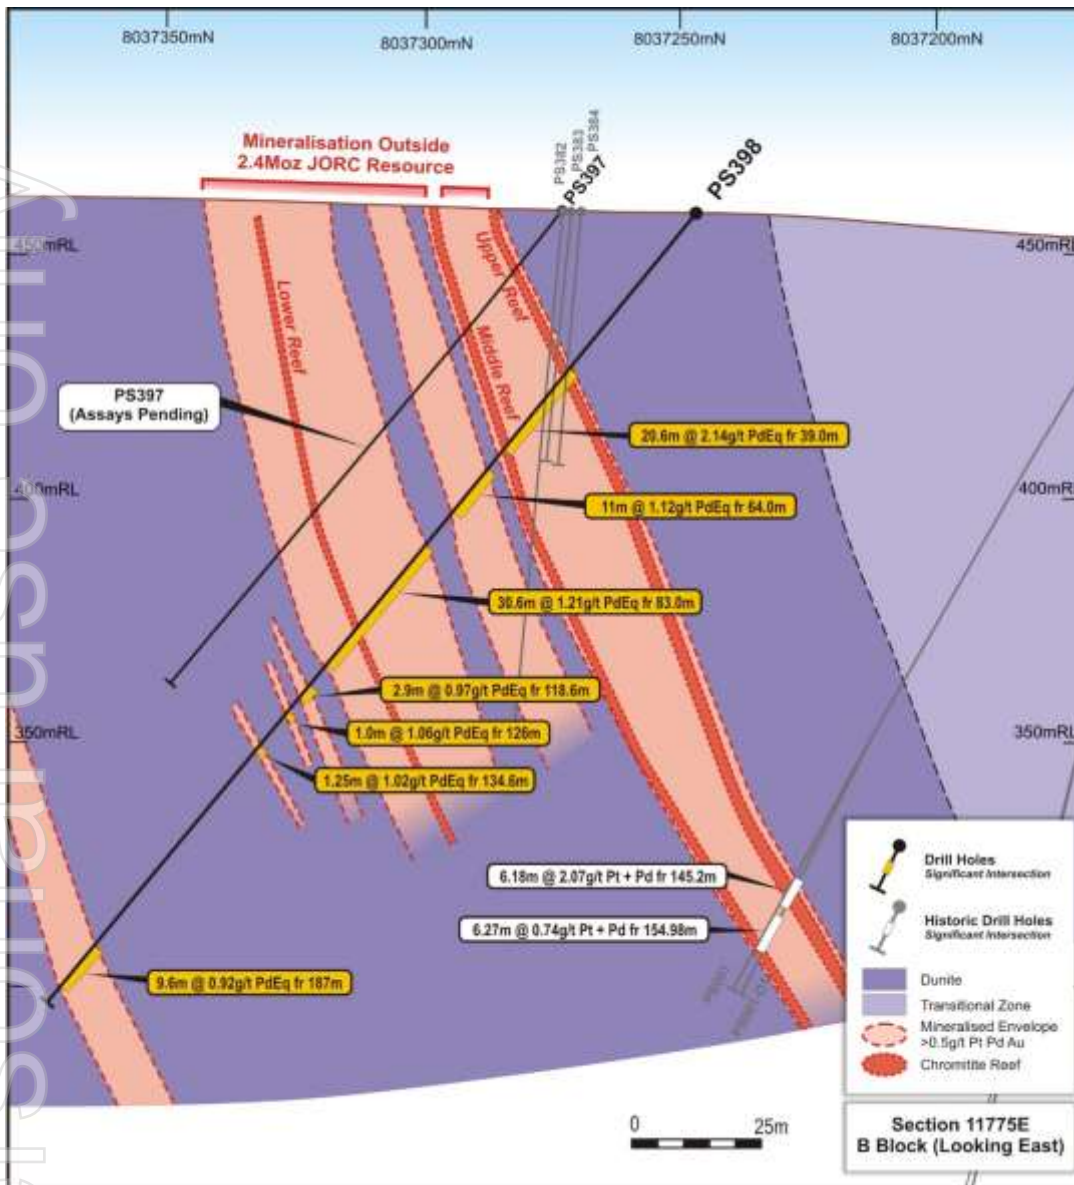 8037350mN
8037300mN
8037250mN
8037200mN
Mineralisation Outside
2.4Moz JORC Resource
PS382
PS383
PS384
PS397
PS398
450mRL
450mRL
Lower Reef
Upper Reef
Middle Reef
PS397
(Assays Pending)
20.6m @ 2.14g/t PdEq fr 39.0m
400mRL
400mRL
11m @ 1.12g/t PdEq fr 64.0m
30.6m @ 1.21g/t PdEq fr 83.0m
2.9m @ 0.97g/t PdEq fr 118.6m
350mRL
1.0m @ 1.06g/t PdEq fr 126m
350mRL
1.25m @ 1.02g/t PdEq fr 134.6m
6.18m @ 2.07g/t Pt + Pd fr 145.2m
6.27m @ 0.74g/t Pt + Pd fr 154.98m
9.6m @ 0.92g/t PdEq fr 187m
Drill Holes
Significant Intersection
Historic Drill Holes
Significant Intersection
Dunite
Transitional Zone
Mineralised Envelope
>0.5g/t Pt Pd Au
Chromitite Reef
0 25m
Section 11775E
B Block (Looking East)
ersonal use only